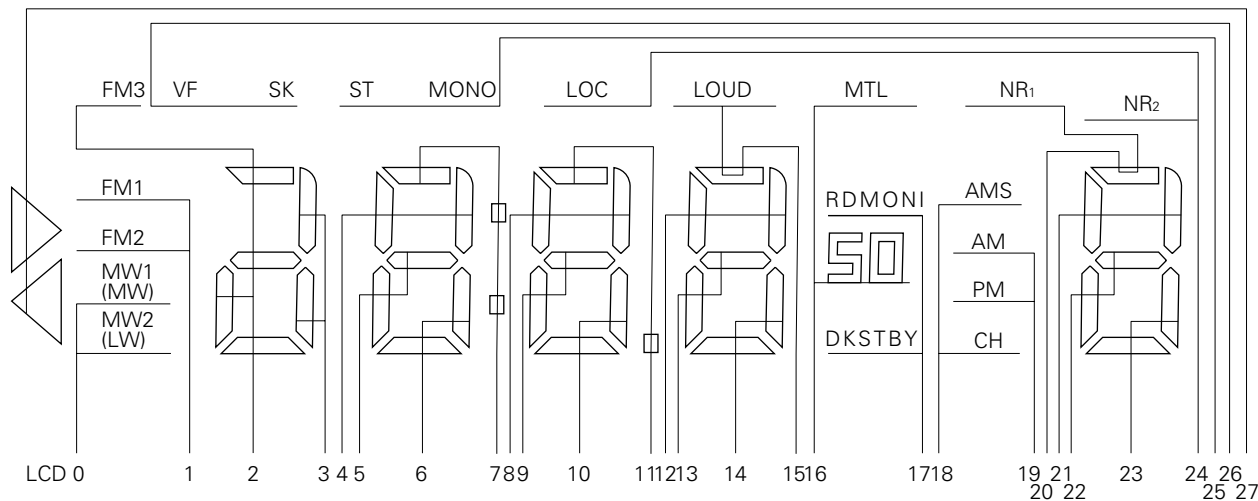 FM3 VF SK ST MONO LOC LOUD MTL NR1 NR2
FM1
FM2
MW1
(MW)
MW2
(LW)
RDMONI
50
DKSTBY
AMS
AM
PM
CH
LCD 0 1 2 3 4 5 6 7 8 9 10 11 12 13 14 15 16 17 18 19 20 21 22 23 24 25 26 27